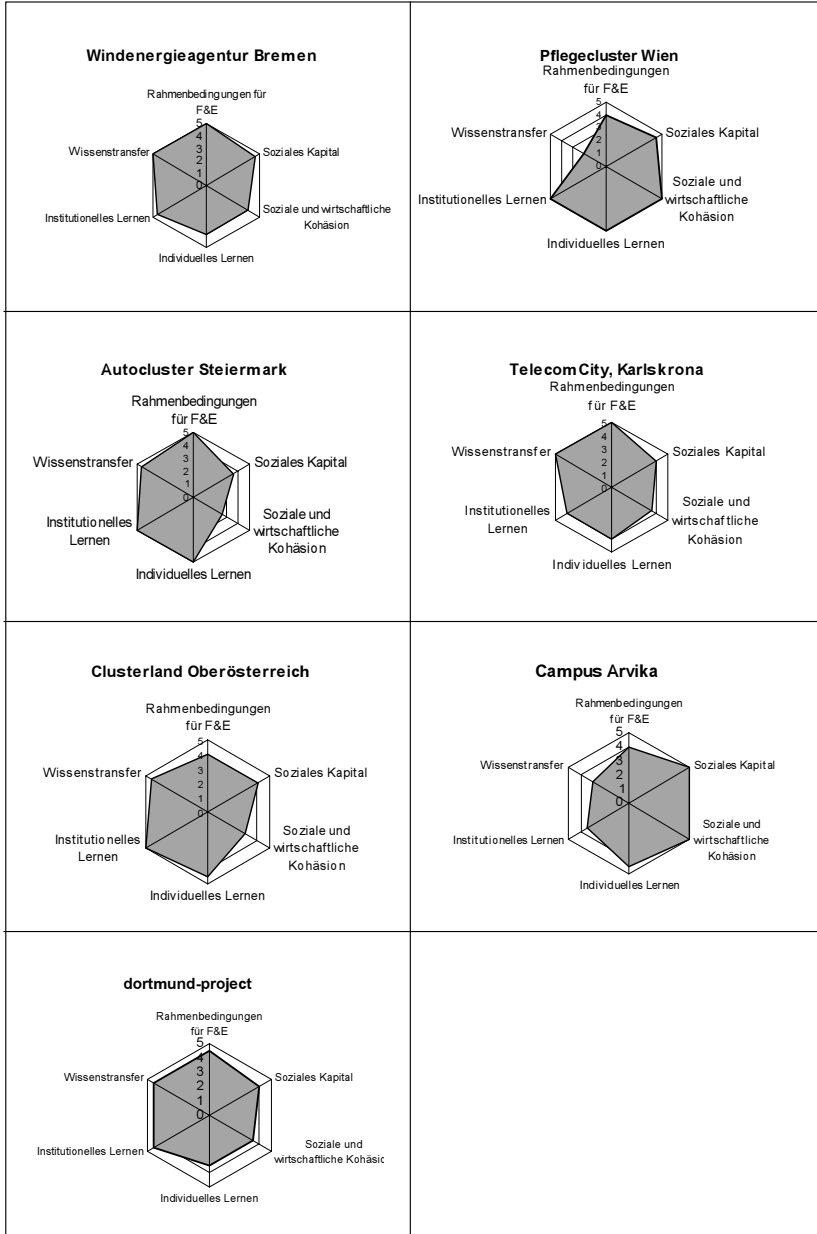 Windenergieagentur Bremen
Rahmenbedingungen für
F&E
5
4
3
2
1
0
Wissenstransfer
Soziales Kapital
Institutionelles Lernen
Soziale und wirtschaftliche
Kohäsion
Individuelles Lernen
Pflegecluster Wien
Rahmenbedingungen
für F&E
5
4
3
2
1
0
Wissenstransfer
Soziales Kapital
Institutionelles Lernen
Soziale und
wirtschaftliche
Kohäsion
Individuelles Lernen
Autocluster Steiermark
Rahmenbedingungen
für F&E
5
4
3
2
1
0
Wissenstransfer
Soziales Kapital
Institutionelles
Lernen
Soziale und
wirtschaftliche
Kohäsion
Individuelles Lernen
TelecomCity, Karlskrona
Rahmenbedingungen
für F&E
5
4
3
2
1
0
Wissenstransfer
Soziales Kapital
Institutionelles
Lernen
Soziale und
wirtschaftliche
Kohäsion
Individuelles Lernen
Clusterland Oberösterreich
Rahmenbedingungen
für F&E
5
4
3
2
1
0
Wissenstransfer
Soziales Kapital
Institutionelles
Lernen
Soziale und
wirtschaftliche
Kohäsion
Individuelles Lernen
Campus Arvika
Rahmenbedingungen
für F&E
5
4
3
2
1
0
Wissenstransfer
Soziales Kapital
Institutionelles Lernen
Soziale und
wirtschaftliche
Kohäsion
Individuelles Lernen
dortmund-project
Rahmenbedingungen
für F&E
5
4
3
2
1
0
Wissenstransfer
Soziales Kapital
Institutionelles Lernen
Soziale und
wirtschaftliche Kohäsic
Individuelles Lernen